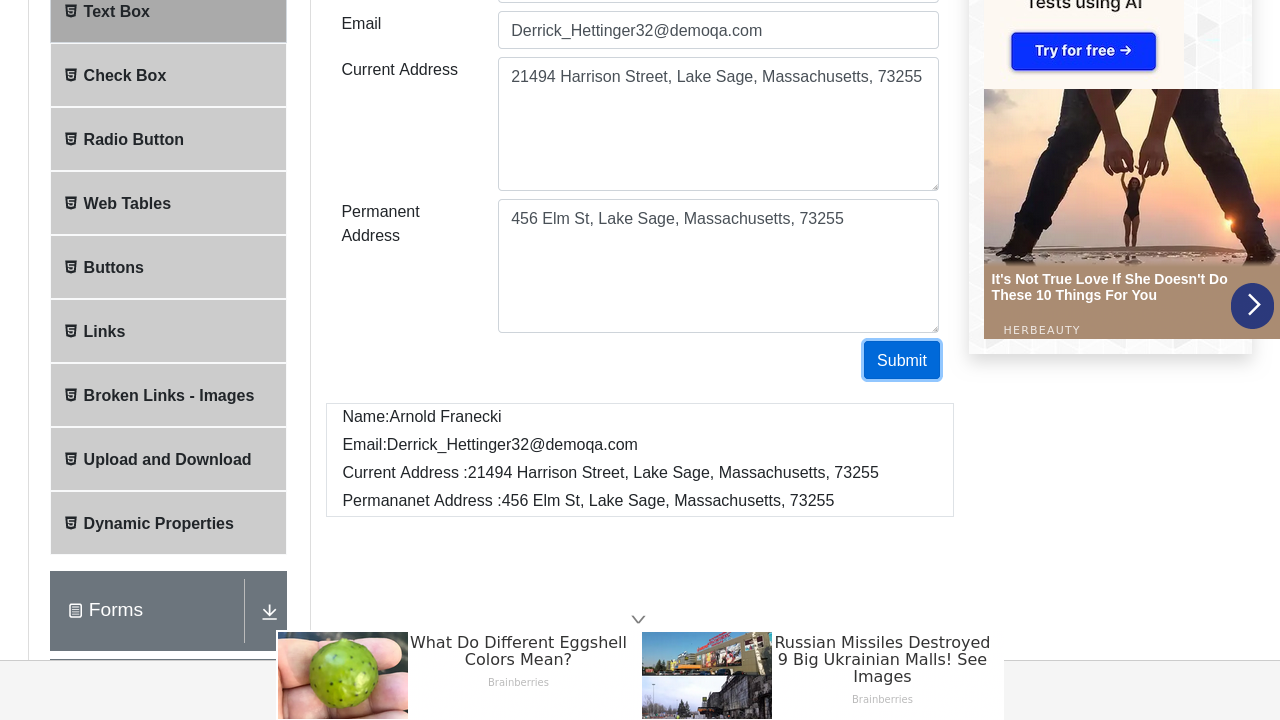 Text Box
Check Box
Radio Button
Web Tables
Buttons
Links
Broken Links - Images
Upload and Download
Dynamic Properties
Forms
Email
Derrick_Hettinger32@demoqa.com
Current Address
21494 Harrison Street, Lake Sage, Massachusetts, 73255
Permanent
Address
456 Elm St, Lake Sage, Massachusetts, 73255
Submit
Name:Arnold Franecki
Email:Derrick_Hettinger32@demoqa.com
Current Address :21494 Harrison Street, Lake Sage, Massachusetts, 73255
Permananet Address :456 Elm St, Lake Sage, Massachusetts, 73255
Tests using AI
Try for free →
It's Not True Love If She Doesn't Do
These 10 Things For You
HERBEAUTY
What Do Different Eggshell
Colors Mean?
Brainberries
Russian Missiles Destroyed
9 Big Ukrainian Malls! See
Images
Brainberries